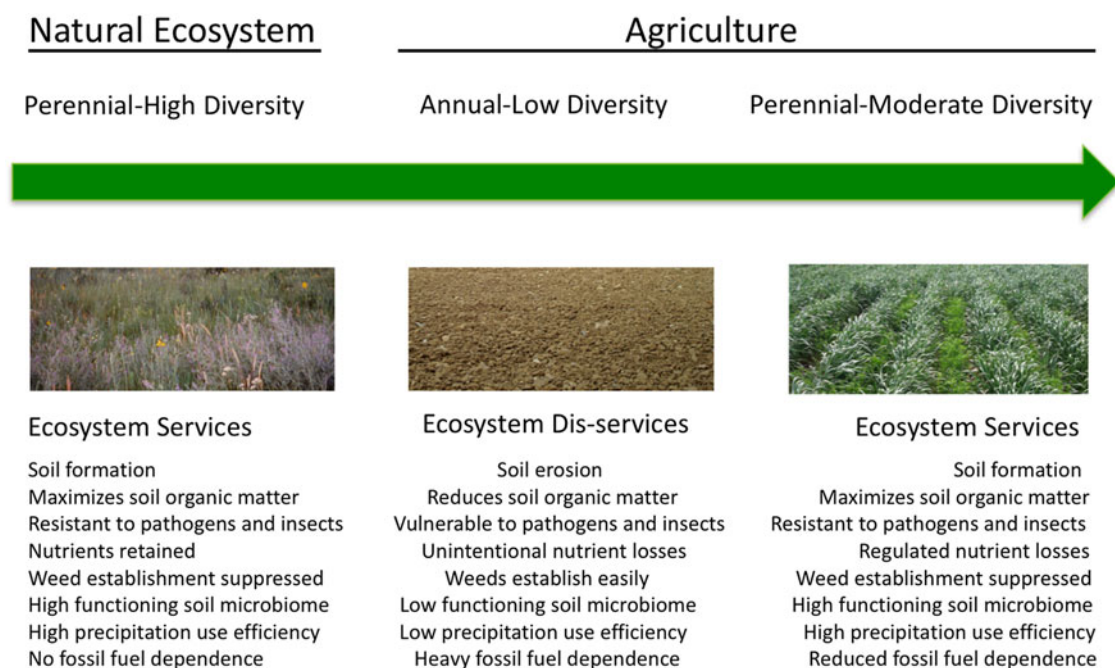 Natural Ecosystem
Agriculture
Perennial-High Diversity
Annual-Low Diversity
Perennial-Moderate Diversity
Ecosystem Services
Soil formation
Maximizes soil organic matter
Resistant to pathogens and insects
Nutrients retained
Weed establishment suppressed
High functioning soil microbiome
High precipitation use efficiency
No fossil fuel dependence
Ecosystem Dis-services
Soil erosion
Reduces soil organic matter
Vulnerable to pathogens and insects
Unintentional nutrient losses
Weeds establish easily
Low functioning soil microbiome
Low precipitation use efficiency
Heavy fossil fuel dependence
Ecosystem Services
Soil formation
Maximizes soil organic matter
Resistant to pathogens and insects
Regulated nutrient losses
Weed establishment suppressed
High functioning soil microbiome
High precipitation use efficiency
Reduced fossil fuel dependence